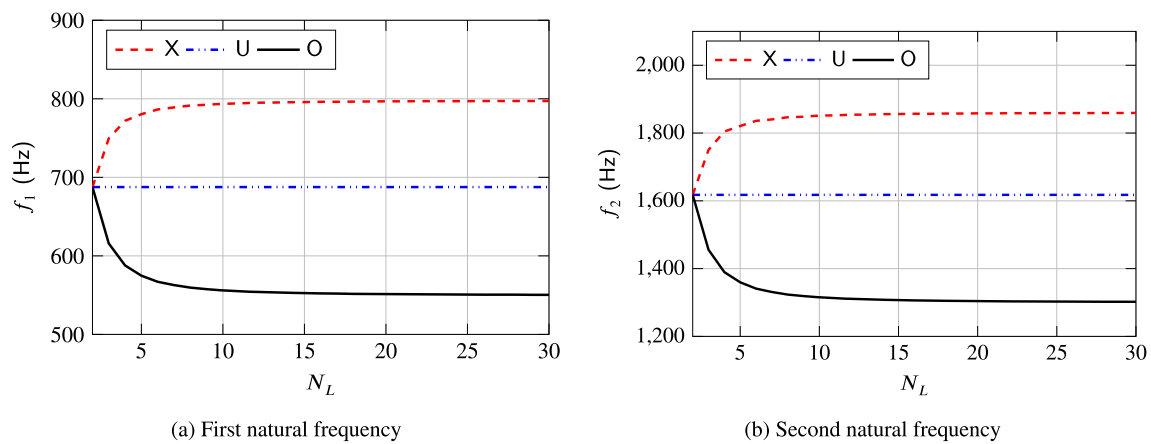 900
800
700
600
500
f1 (Hz)
X U O
5 10 15 20 25 30
NL
(a) First natural frequency
2,000
1,800
1,600
1,400
1,200
f2 (Hz)
X U O
5 10 15 20 25 30
NL
(b) Second natural frequency